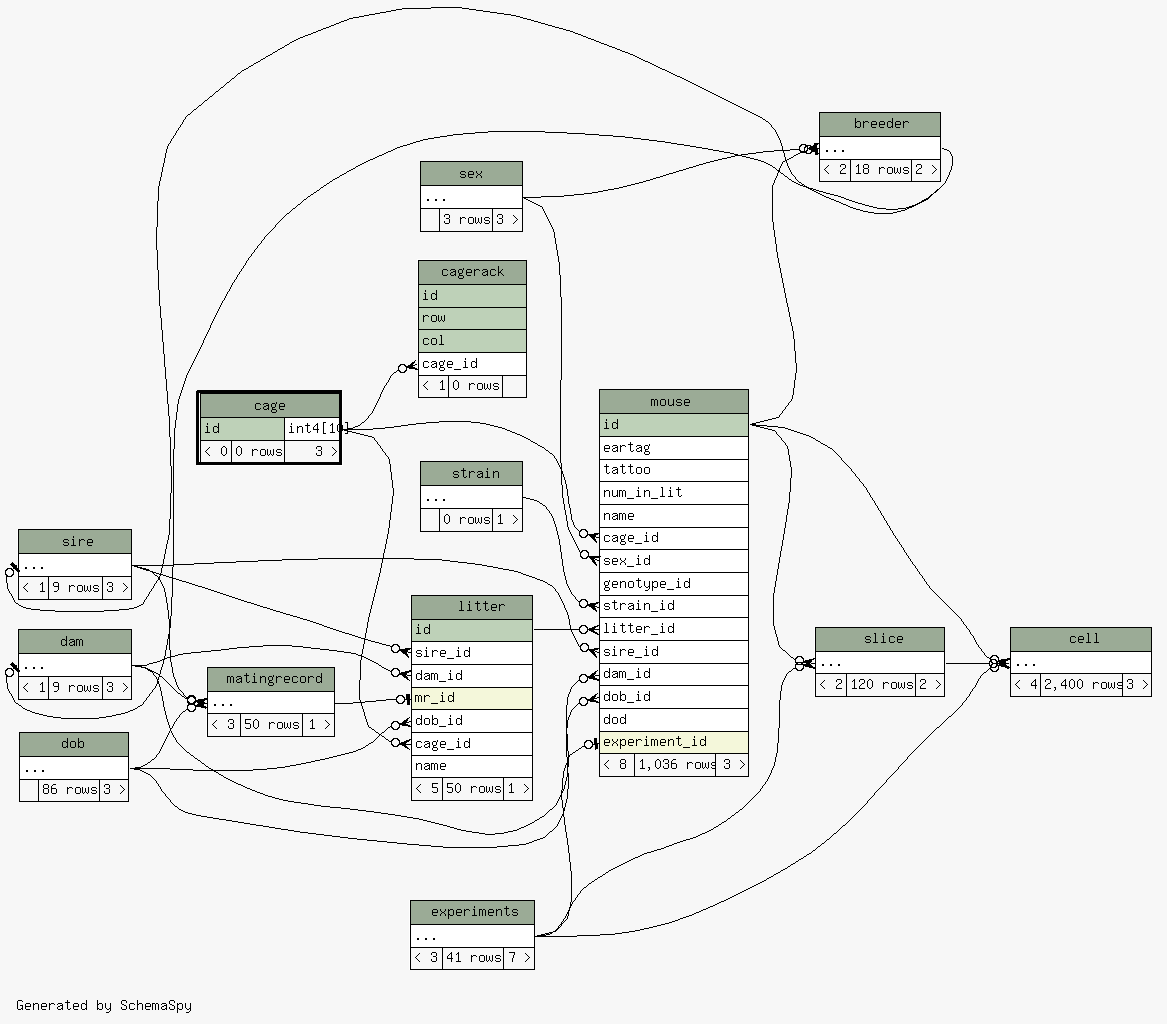 breeder
...
< 2 18 rows 2 >
sex
...
3 rows 3 >
cagerack
id
row
col
cage_id
< 1 0 rows
cage
id int4[10]
< 0 0 rows 3 >
mouse
id
eartag
tattoo
num_in_lit
name
cage_id
sex_id
genotype_id
strain_id
litter_id
sire_id
dam_id
dob_id
dod
experiment_id
< 8 1,036 rows 3 >
strain
...
0 rows 1 >
sire
...
< 1 9 rows 3 >
litter
id
sire_id
dam_id
mr_id
dob_id
cage_id
name
< 5 50 rows 1 >
dam
...
< 1 9 rows 3 >
slice
...
< 2 120 rows 2 >
cell
...
< 4 2,400 rows 3 >
matingrecord
...
< 3 50 rows 1 >
dob
...
86 rows 3 >
experiments
...
< 3 41 rows 7 >
Generated by SchemaSpy